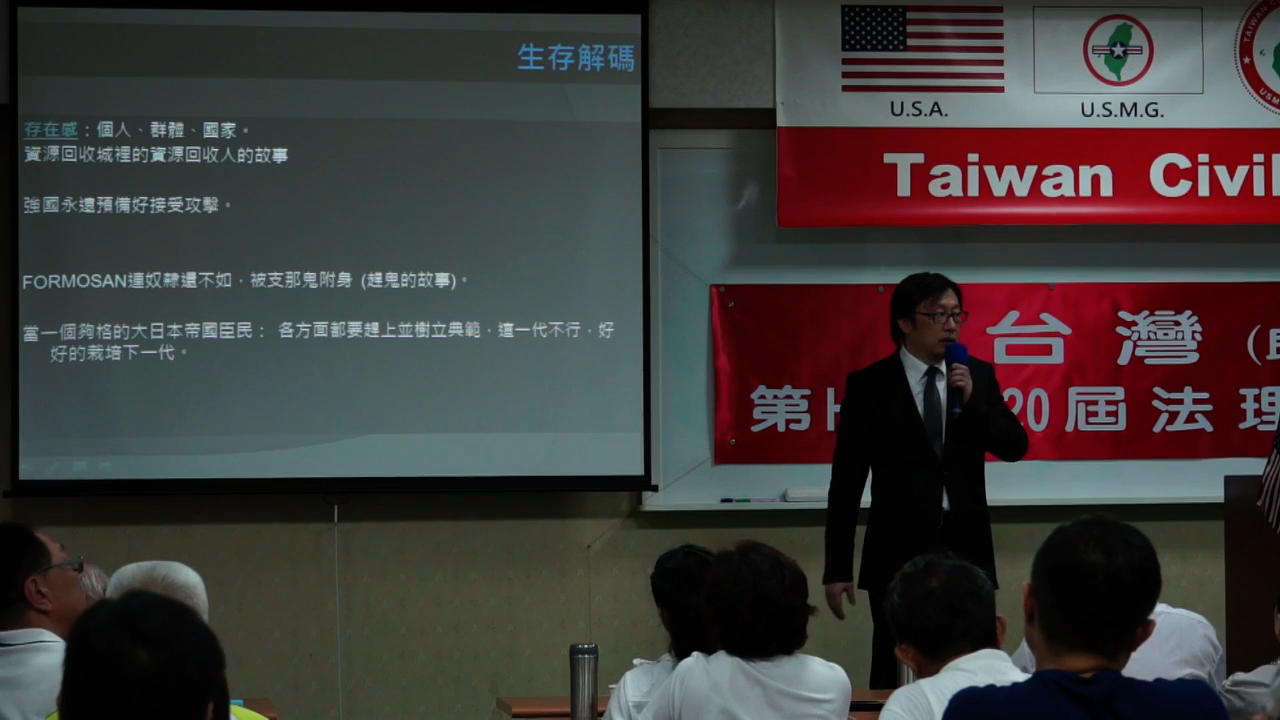 生存解碼
存在感：個人、群體、國家。
資源回收城裡的資源回收人的故事
強國永遠預備好接受攻擊。
FORMOSAN連奴隸還不如，被支那鬼附身 (趕鬼的故事)。
當一個夠格的大日本帝國臣民： 各方面都要趕上並樹立典範，這一代不行，好
好的栽培下一代。
U.S.A.
U.S.M.G.
TAIWAN
Taiwan Civil
台灣
第 20屆法理